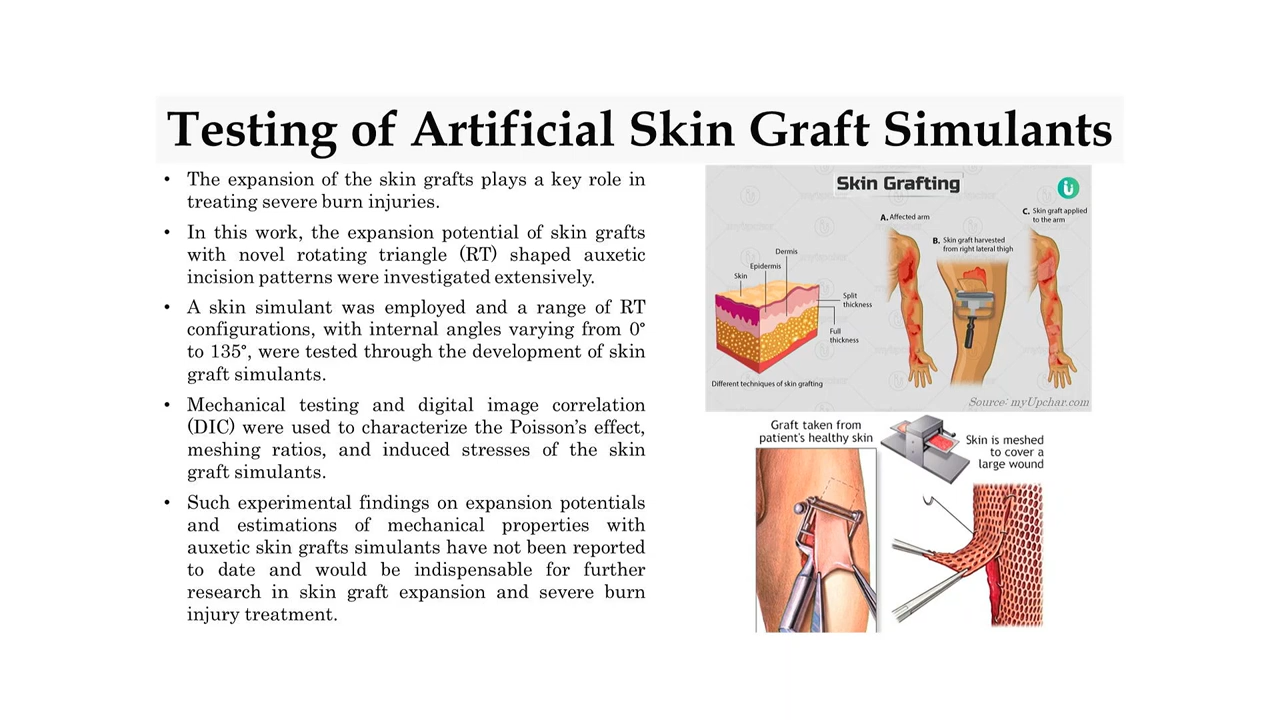 Testing of Artificial Skin Graft Simulants
• The expansion of the skin grafts plays a key role in
treating severe burn injuries.
• In this work, the expansion potential of skin grafts
with novel rotating triangle (RT) shaped auxetic
incision patterns were investigated extensively.
• A skin simulant was employed and a range of RT
configurations, with internal angles varying from 0°
to 135°, were tested through the development of skin
graft simulants.
• Mechanical testing and digital image correlation
(DIC) were used to characterize the Poisson's effect,
meshing ratios, and induced stresses of the skin
graft simulants.
• Such experimental findings on expansion potentials
and estimations of mechanical properties with
auxetic skin grafts simulants have not been reported
to date and would be indispensable for further
research in skin graft expansion and severe burn
injury treatment.
Skin Grafting
A. Affected arm
B. Skin graft harvested
from right lateral thigh
C. Skin graft applied
to the arm
Dermis
Epidermis
Skin
Split
thickness
Full
thickness
Different techniques of skin grafting
Source: myUpchar.com
Graft taken from
patient's healthy skin
Skin is meshed
to cover a
large wound